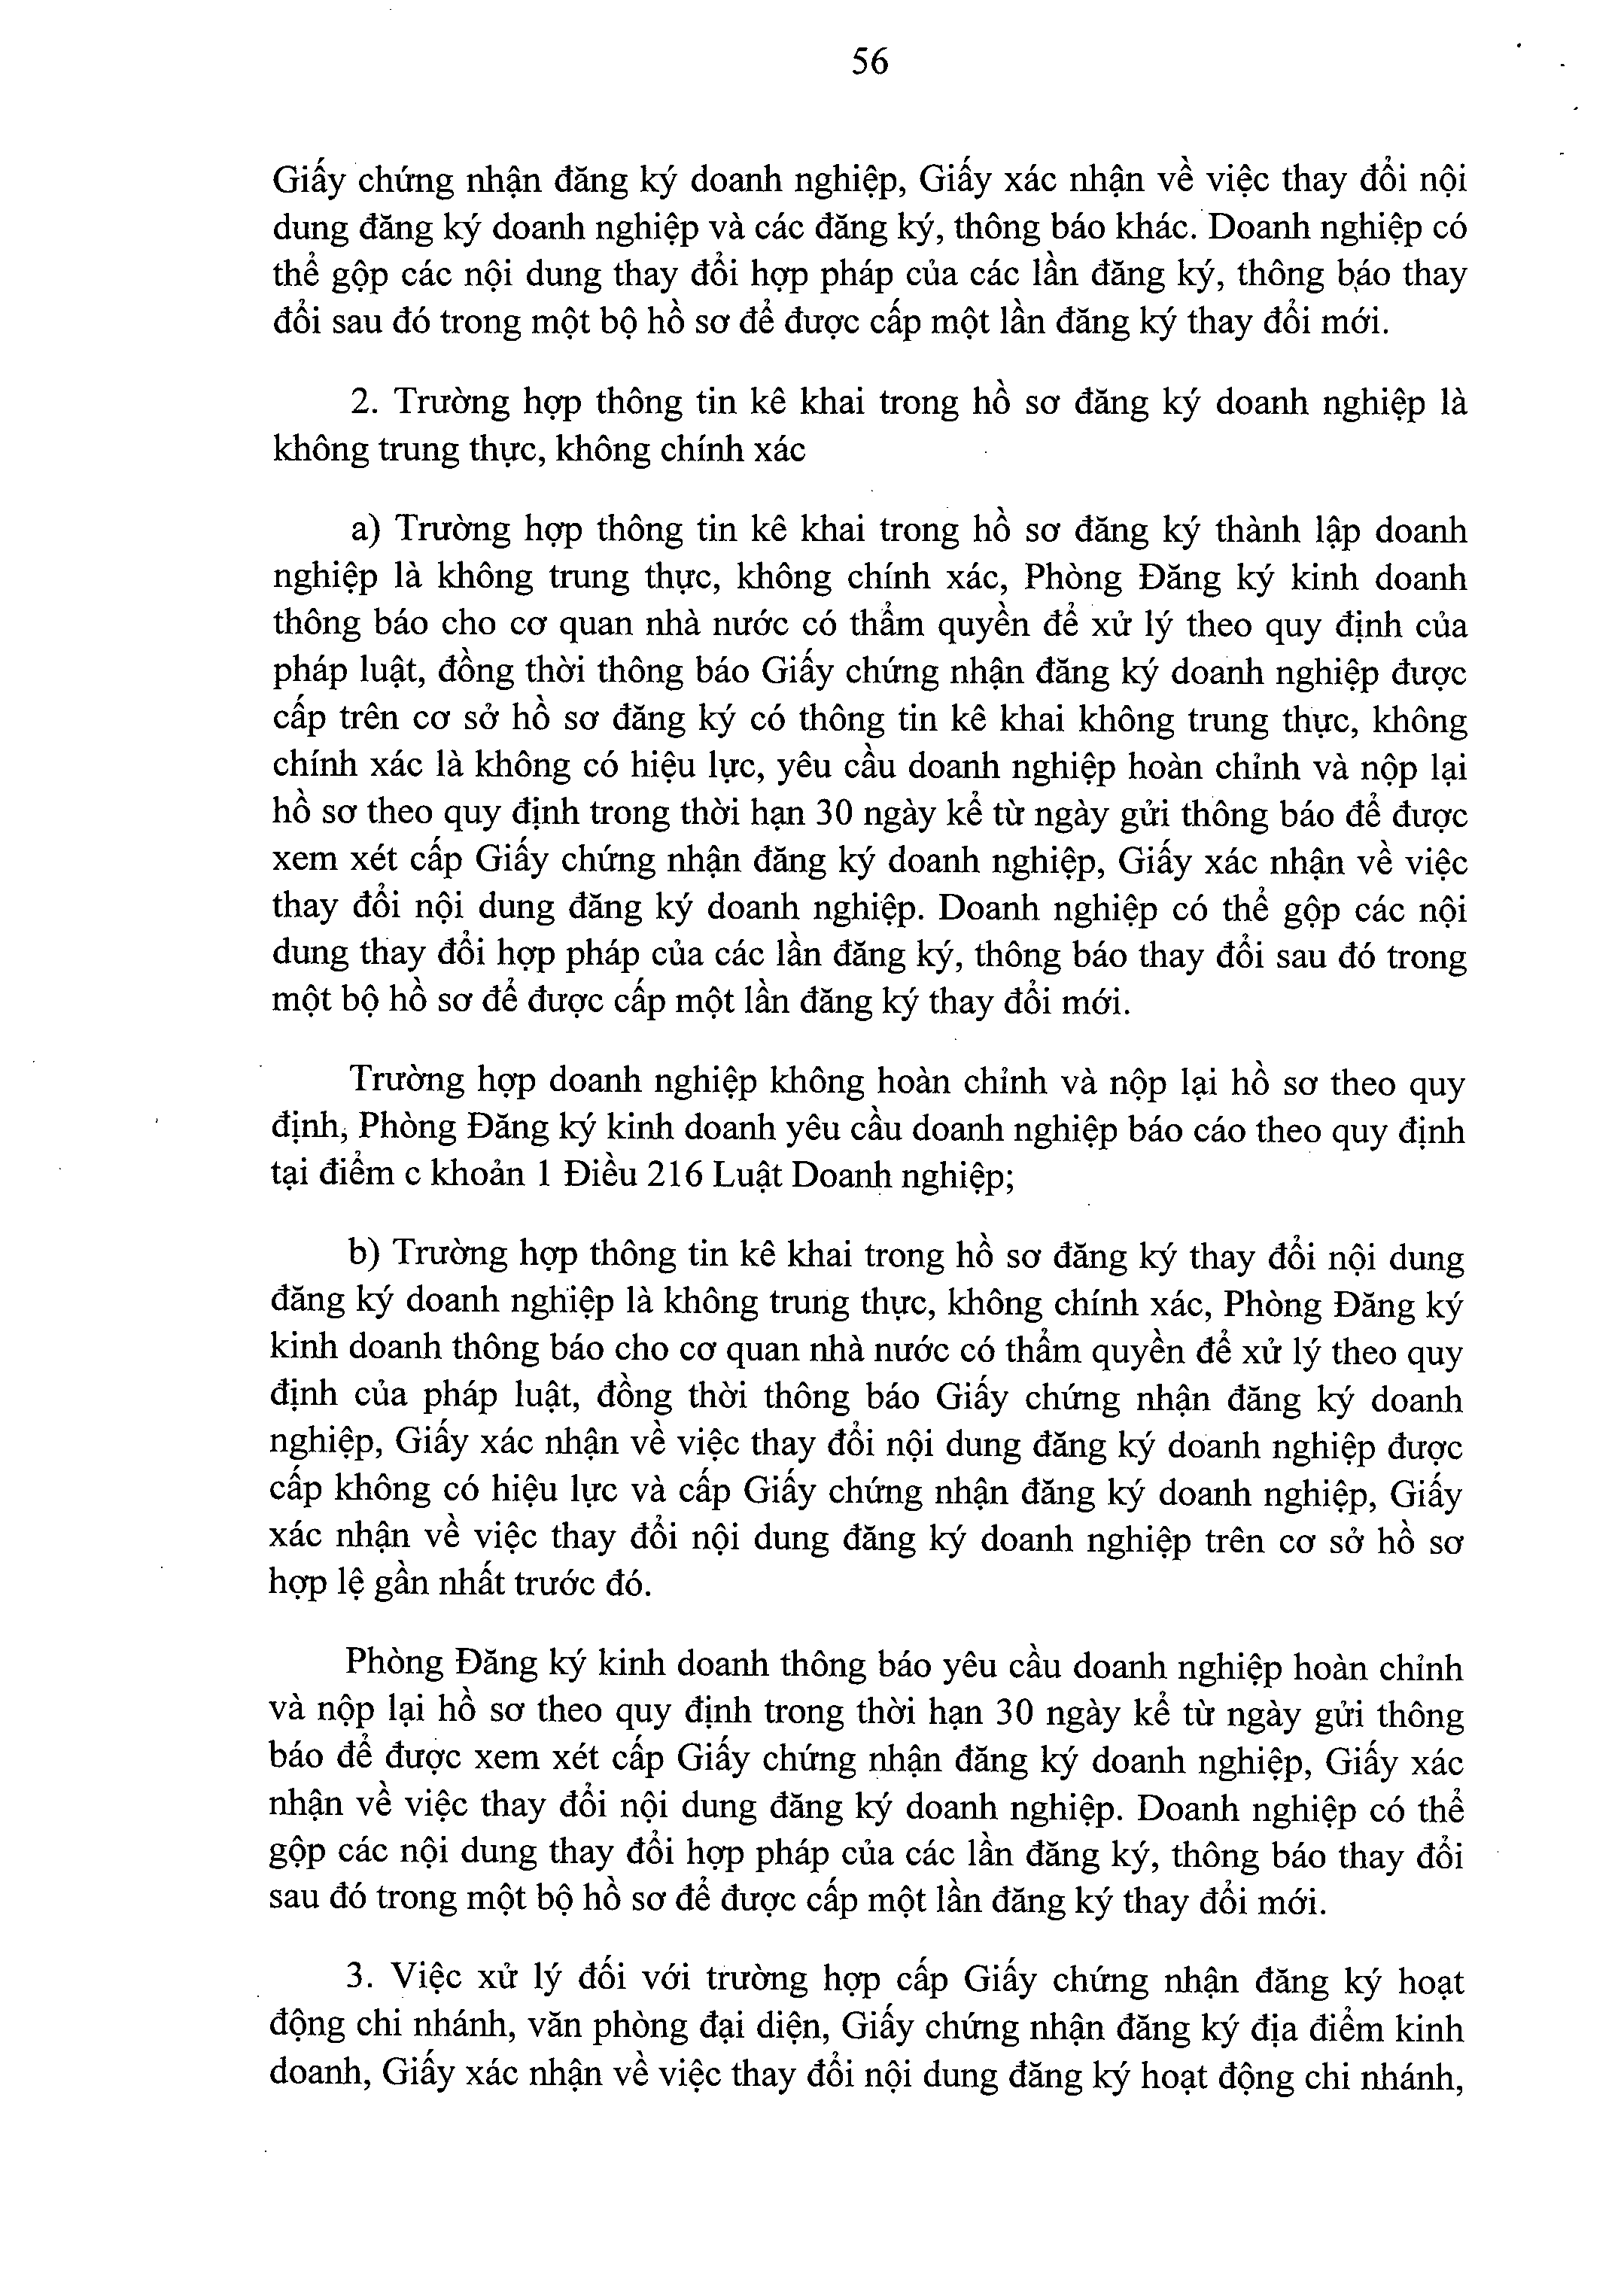 56
Giấy chứng nhận đăng ký doanh nghiệp, Giấy xác nhận về việc thay đổi nội
dung đăng ký doanh nghiệp và các đăng ký, thông báo khác. Doanh nghiệp có
thể gộp các nội dung thay đổi hợp pháp của các lần đăng ký, thông báo thay
đổi sau đó trong một bộ hồ sơ để được cấp một lần đăng ký thay đổi mới.
2. Trường hợp thông tin kê khai trong hồ sơ đăng ký doanh nghiệp là
không trung thực, không chính xác
a) Trường hợp thông tin kê khai trong hồ sơ đăng ký thành lập doanh
nghiệp là không trung thực, không chính xác, Phòng Đăng ký kinh doanh
thông báo cho cơ quan nhà nước có thẩm quyền để xử lý theo quy định của
pháp luật, đồng thời thông báo Giấy chứng nhận đăng ký doanh nghiệp được
cấp trên cơ sở hồ sơ đăng ký có thông tin kê khai không trung thực, không
chính xác là không có hiệu lực, yêu cầu doanh nghiệp hoàn chỉnh và nộp lại
hồ sơ theo quy định trong thời hạn 30 ngày kể từ ngày gửi thông báo để được
xem xét cấp Giấy chứng nhận đăng ký doanh nghiệp, Giấy xác nhận về việc
thay đổi nội dung đăng ký doanh nghiệp. Doanh nghiệp có thể gộp các nội
dung thay đổi hợp pháp của các lần đăng ký, thông báo thay đổi sau đó trong
một bộ hồ sơ để được cấp một lần đăng ký thay đổi mới.
Trường hợp doanh nghiệp không hoàn chỉnh và nộp lại hồ sơ theo quy
định, Phòng Đăng ký kinh doanh yêu cầu doanh nghiệp báo cáo theo quy định
tại điểm c khoản 1 Điều 216 Luật Doanh nghiệp;
b) Trường hợp thông tin kê khai trong hồ sơ đăng ký thay đổi nội dung
đăng ký doanh nghiệp là không trung thực, không chính xác, Phòng Đăng ký
kinh doanh thông báo cho cơ quan nhà nước có thẩm quyền để xử lý theo quy
định của pháp luật, đồng thời thông báo Giấy chứng nhận đăng ký doanh
nghiệp, Giấy xác nhận về việc thay đổi nội dung đăng ký doanh nghiệp được
cấp không có hiệu lực và cấp Giấy chứng nhận đăng ký doanh nghiệp, Giấy
xác nhận về việc thay đổi nội dung đăng ký doanh nghiệp trên cơ sở hồ sơ
hợp lệ gần nhất trước đó.
Phòng Đăng ký kinh doanh thông báo yêu cầu doanh nghiệp hoàn chỉnh
và nộp lại hồ sơ theo quy định trong thời hạn 30 ngày kể từ ngày gửi thông
báo để được xem xét cấp Giấy chứng nhận đăng ký doanh nghiệp, Giấy xác
nhận về việc thay đổi nội dung đăng ký doanh nghiệp. Doanh nghiệp có thể
gộp các nội dung thay đổi hợp pháp của các lần đăng ký, thông báo thay đổi
sau đó trong một bộ hồ sơ để được cấp một lần đăng ký thay đổi mới.
3. Việc xử lý đối với trường hợp cấp Giấy chứng nhận đăng ký hoạt
động chi nhánh, văn phòng đại diện, Giấy chứng nhận đăng ký địa điểm kinh
doanh, Giấy xác nhận về việc thay đổi nội dung đăng ký hoạt động chi nhánh,